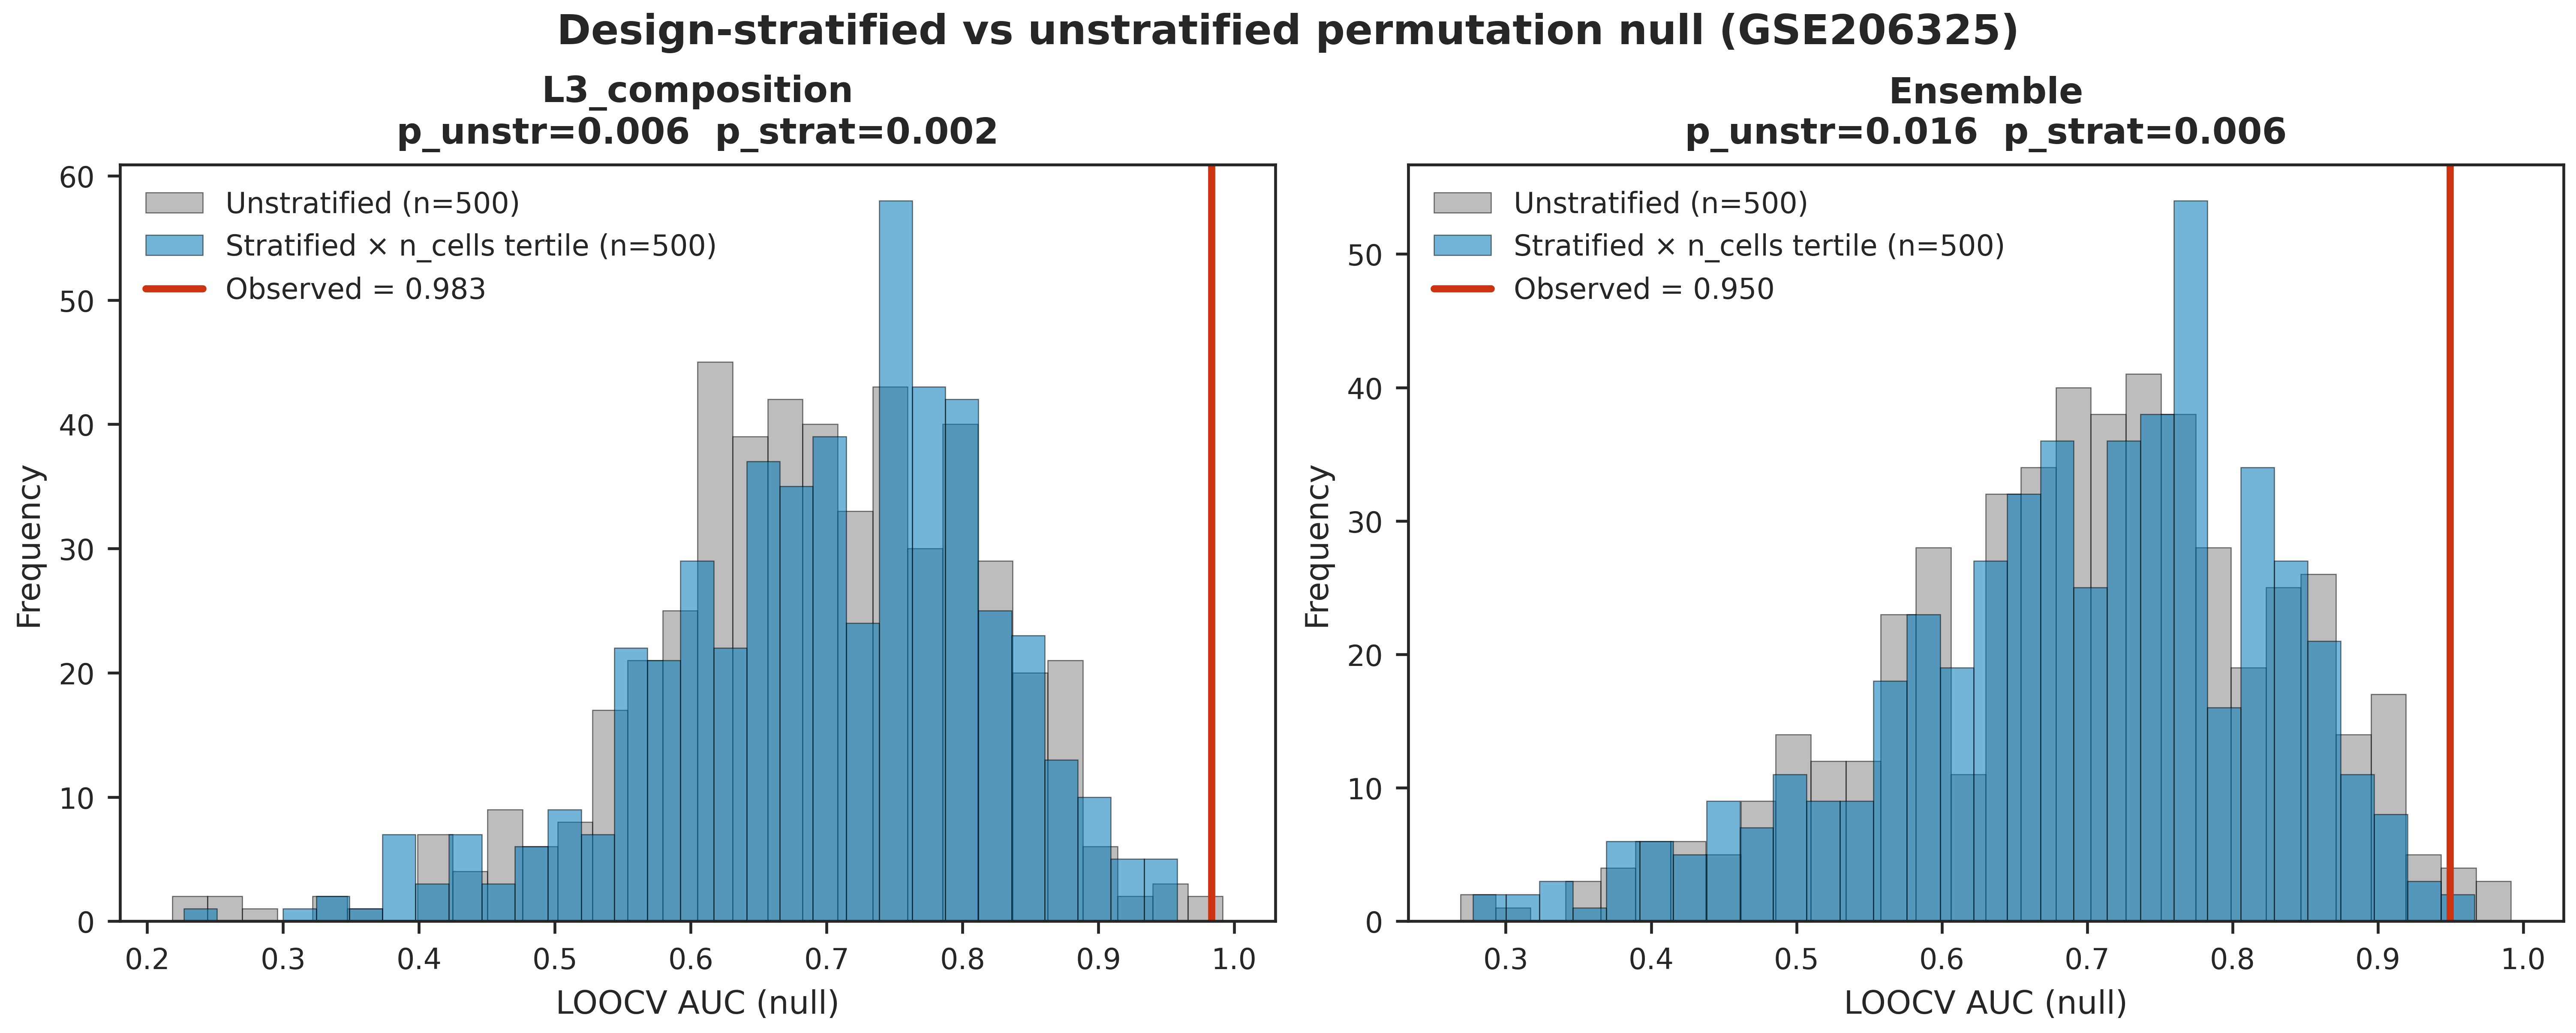 Design-stratified vs unstratified permutation null (GSE206325)
L3_composition
p_unstr=0.006 p_strat=0.002
Unstratified (n=500)
Stratified × n_cells tertile (n=500)
Observed = 0.983
Frequency
60
50
40
30
20
10
0
0.2 0.3 0.4 0.5 0.6 0.7 0.8 0.9 1.0
LOOCV AUC (null)
Ensemble
p_unstr=0.016 p_strat=0.006
Unstratified (n=500)
Stratified × n_cells tertile (n=500)
Observed = 0.950
Frequency
50
40
30
20
10
0
0.3 0.4 0.5 0.6 0.7 0.8 0.9 1.0
LOOCV AUC (null)